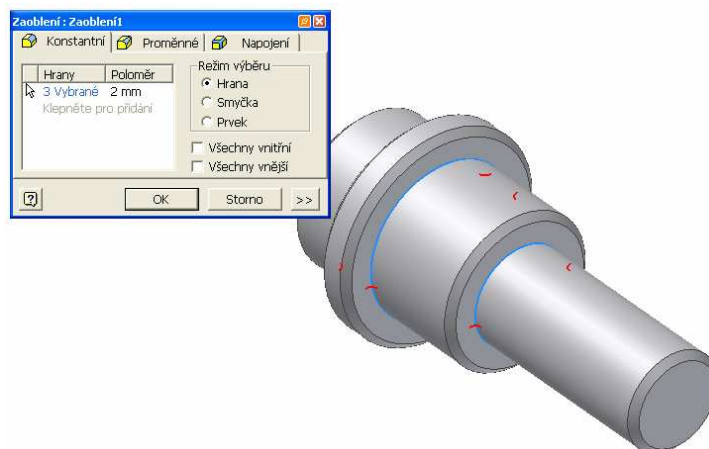 Zaoblení : Zaoblení1
Konstantní Proměnné Napojení
Hrany Poloměr
3 Vybrané 2 mm
Klepněte pro přidání
Režim výběru
Hrana
Smyčka
Prvek
Všechny vnitřní
Všechny vnější
OK Storno >>